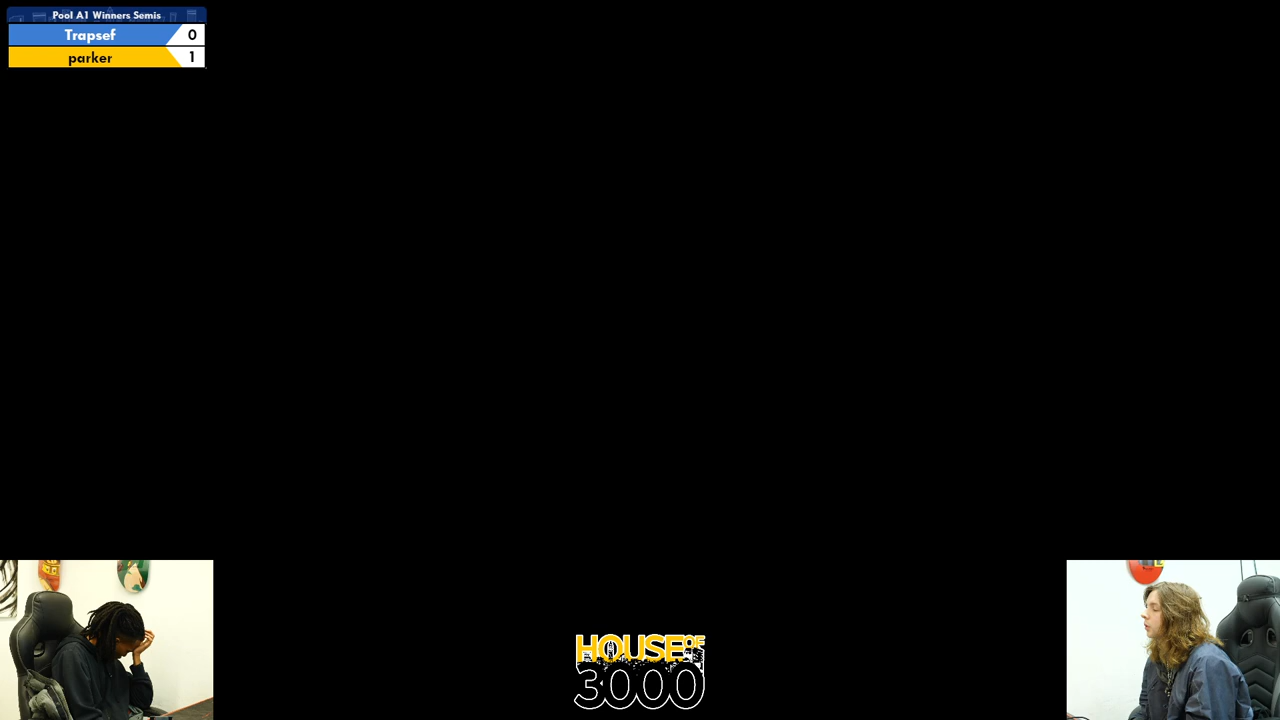 Pool A1 Winners Semis
Trapsef 0
parker 1
HOUSE OF
3000